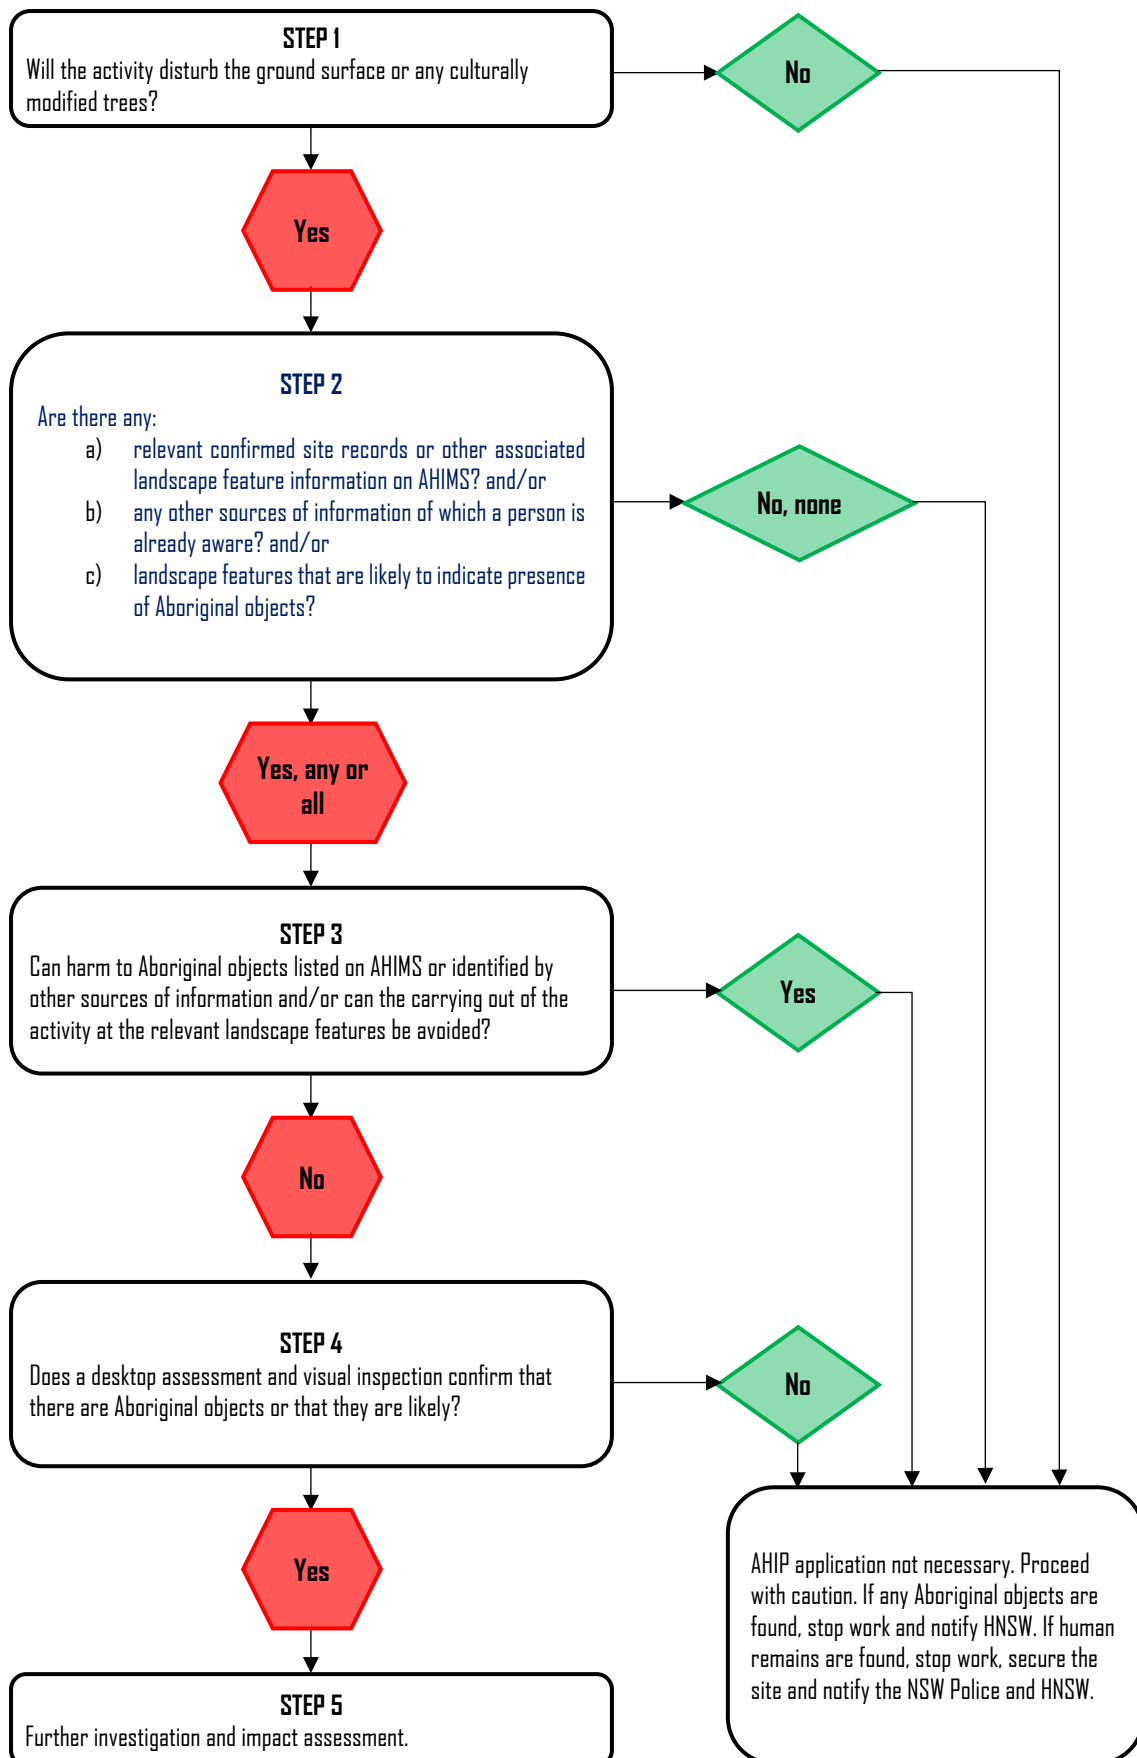 STEP 1
Will the activity disturb the ground surface or any culturally
modified trees?
No
Yes
STEP 2
Are there any:
a) relevant confirmed site records or other associated
landscape feature information on AHIMS? and/or
b) any other sources of information of which a person is
already aware? and/or
c) landscape features that are likely to indicate presence
of Aboriginal objects?
No, none
Yes, any or
all
STEP 3
Can harm to Aboriginal objects listed on AHIMS or identified by
other sources of information and/or can the carrying out of the
activity at the relevant landscape features be avoided?
Yes
No
STEP 4
Does a desktop assessment and visual inspection confirm that
there are Aboriginal objects or that they are likely?
No
Yes
AHIP application not necessary. Proceed
with caution. If any Aboriginal objects are
found, stop work and notify HNSW. If human
remains are found, stop work, secure the
site and notify the NSW Police and HNSW.
STEP 5
Further investigation and impact assessment.